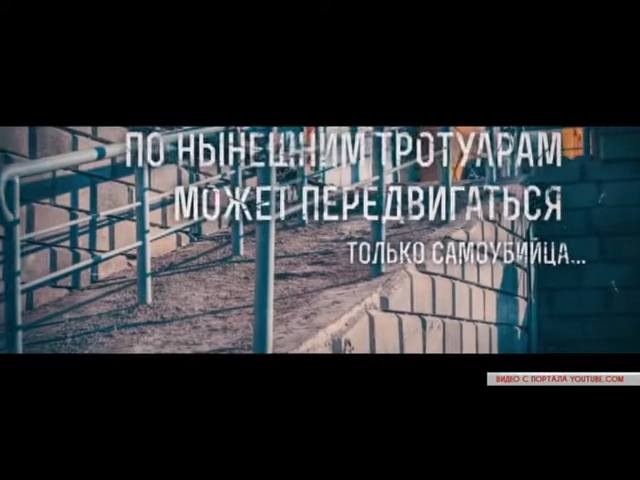 ПО НЫНЕШНИМ ТРОТУАРАМ
МОЖЕТ ПЕРЕДВИГАТЬСЯ
ТОЛЬКО САМОУБИЙЦА...
ВИДЕО С ПОРТАЛА YOUTUBE.COM